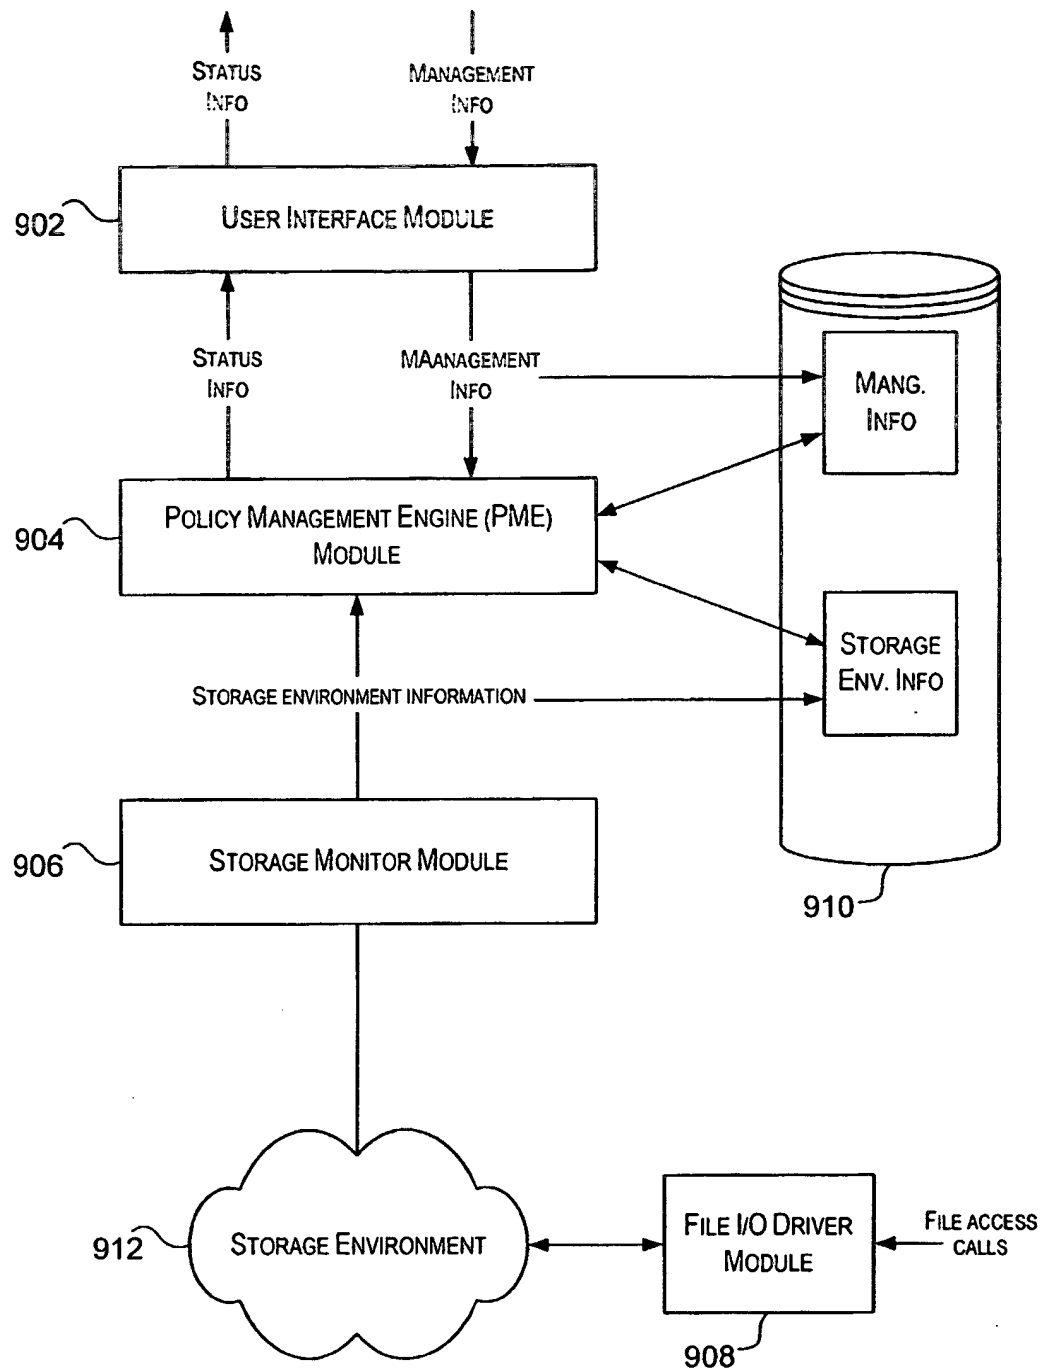 STATUS
INFO
MANAGEMENT
INFO
902
USER INTERFACE MODULE
STATUS
INFO
MAANAGEMENT
INFO
MANG.
INFO
904
POLICY MANAGEMENT ENGINE (PME)
MODULE
STORAGE
ENV. INFO
STORAGE ENVIRONMENT INFORMATION
906
STORAGE MONITOR MODULE
910
912
STORAGE ENVIRONMENT
FILE I/O DRIVER
MODULE
FILE ACCESS
CALLS
908